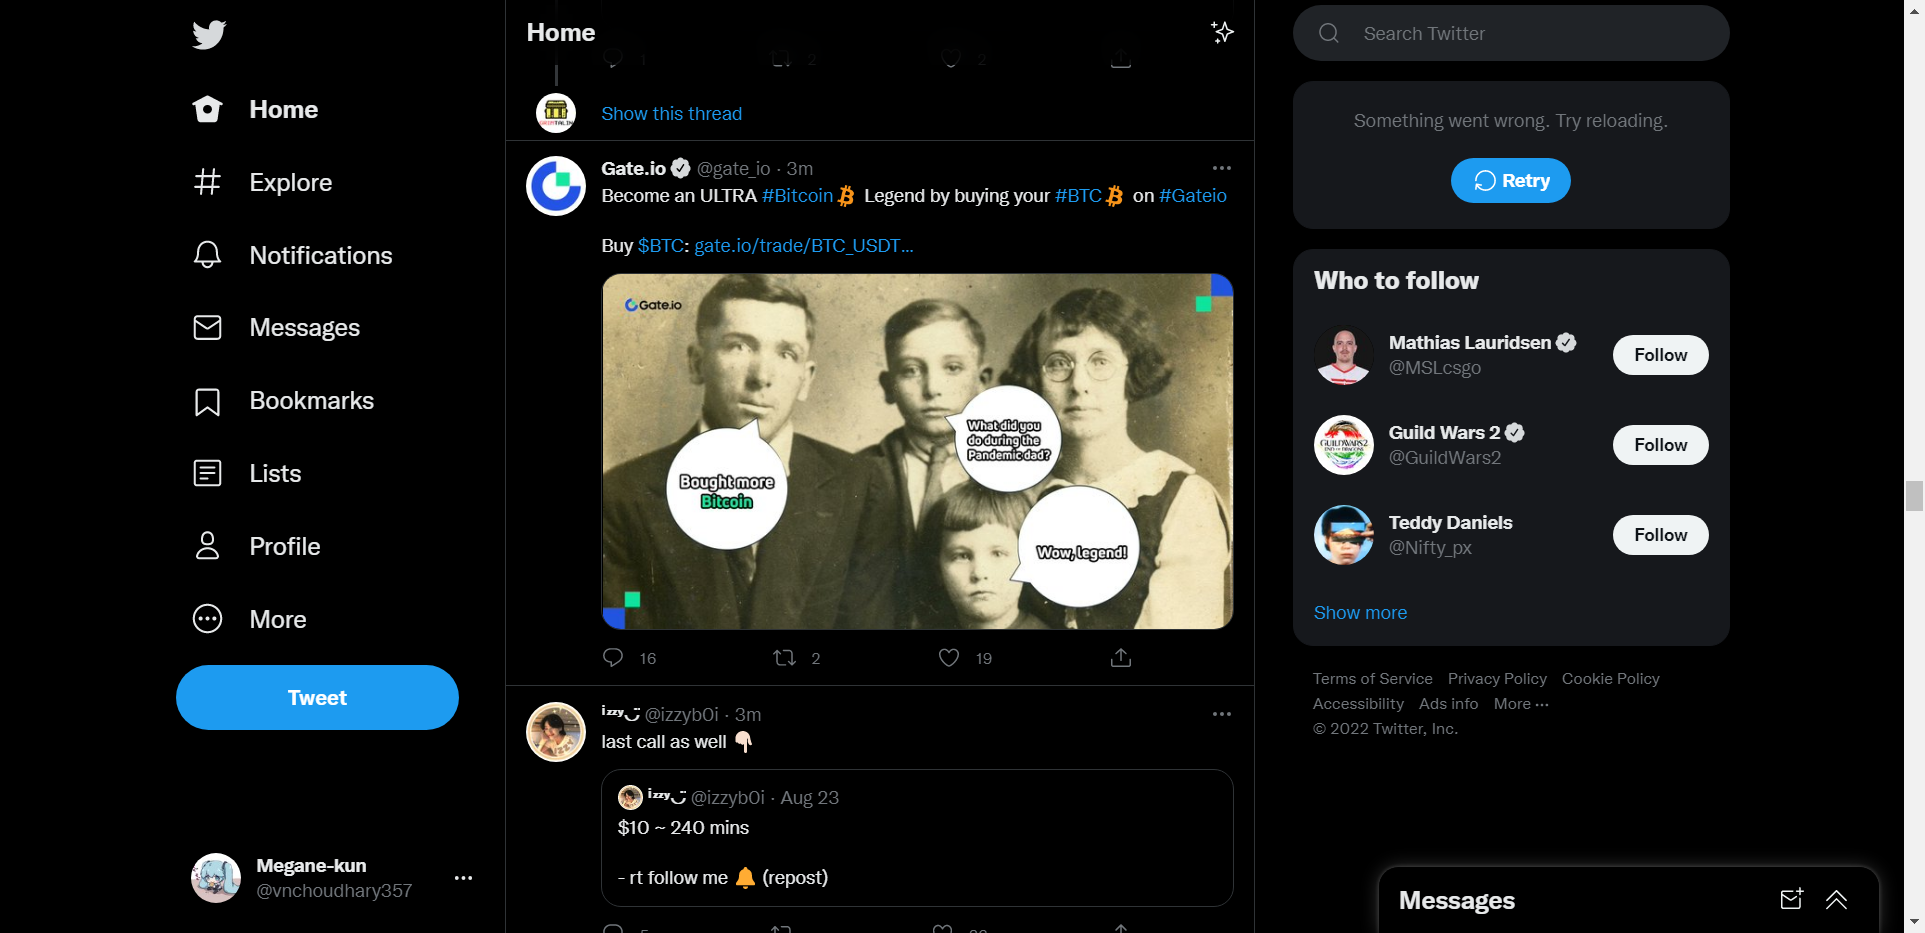 Home
Explore
Notifications
Messages
Bookmarks
Lists
Profile
More
Tweet
Megane-kun
@vnchoudhary357
Home
1 2 2
Show this thread
Gate.io @gate_io · 3m
Become an ULTRA #Bitcoin Legend by buying your #BTC on #Gateio
Buy $BTC: gate.io/trade/BTC_USDT…
Gate.io
What did you
do during the
Pandemic dad?
Bought more
Bitcoin
Wow, legend!
16 2 19
ⁱᶻᶻʸ @izzyb0i · 3m
last call as well
ⁱᶻᶻʸ @izzyb0i · Aug 23
$10 ~ 240 mins
- rt follow me (repost)
Search Twitter
Something went wrong. Try reloading.
Retry
Who to follow
Mathias Lauridsen
@MSLcsgo
Follow
Guild Wars 2
@GuildWars2
Follow
Teddy Daniels
@Nifty_px
Follow
Show more
Terms of Service Privacy Policy Cookie Policy
Accessibility Ads info More ···
© 2022 Twitter, Inc.
Messages